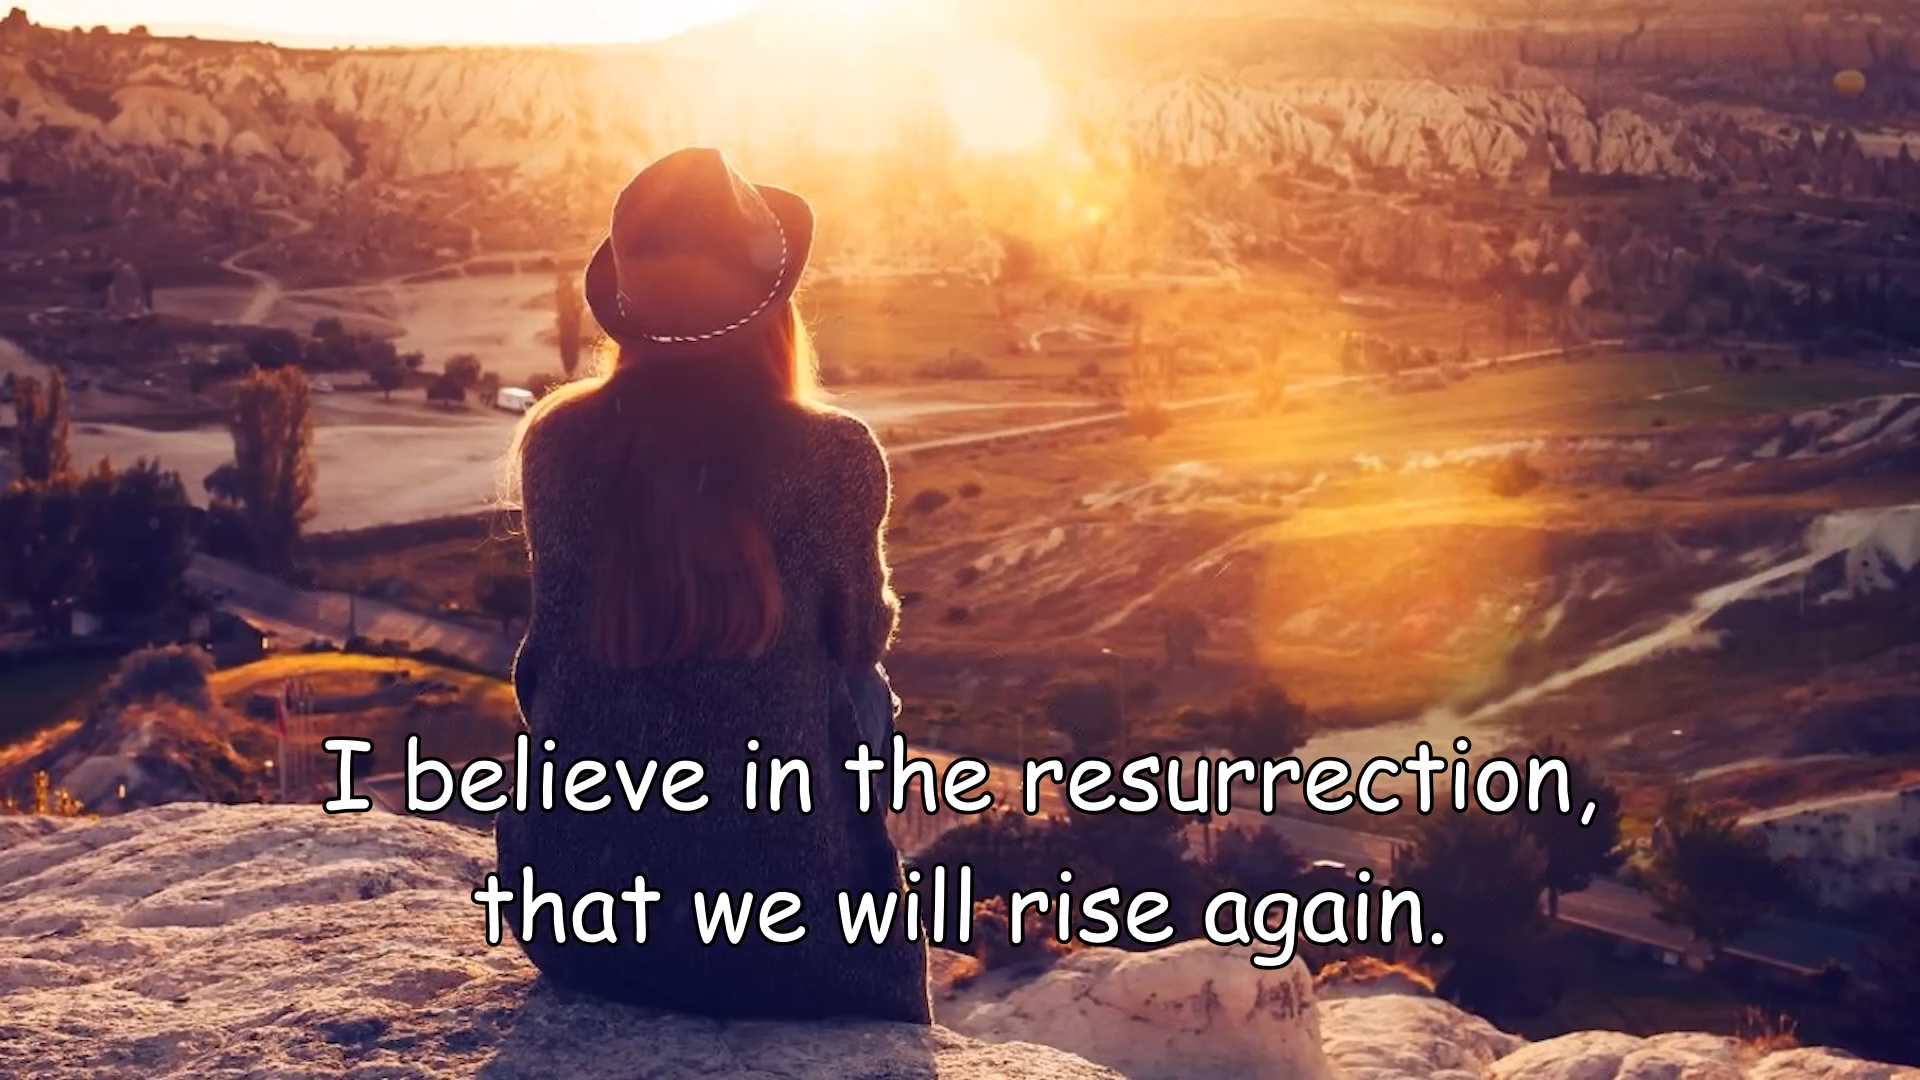 I believe in the resurrection,
that we will rise again.